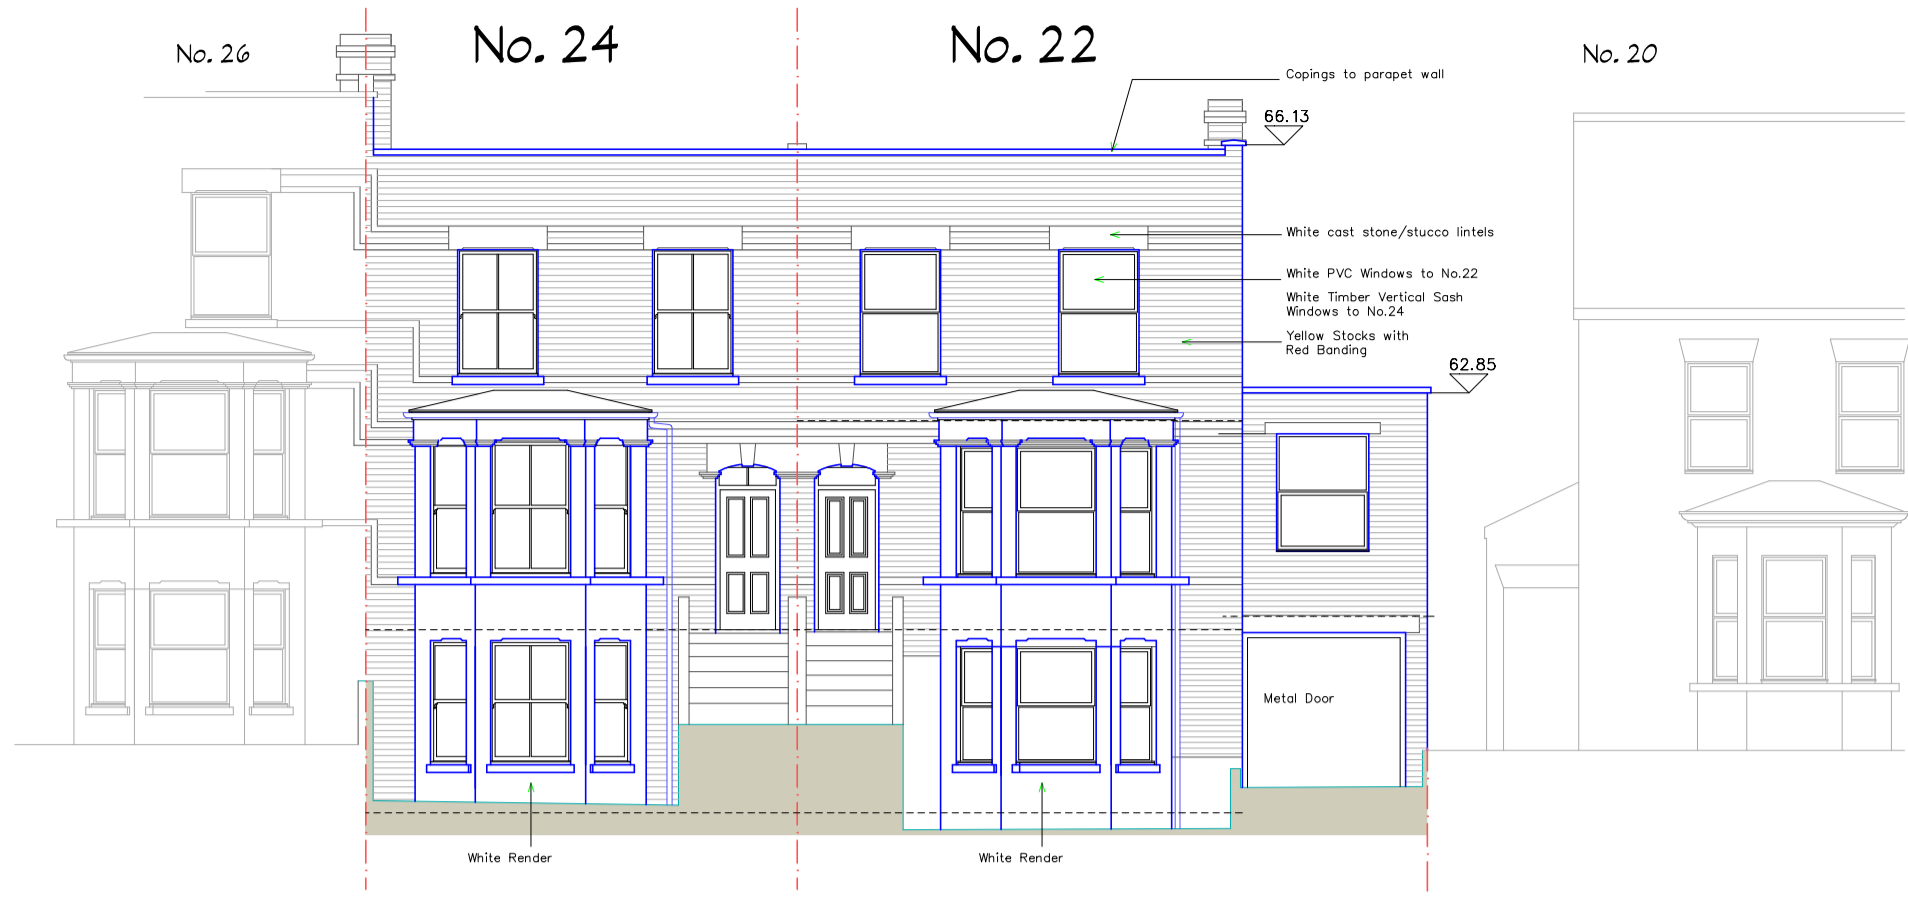 No. 26
No. 24
No. 22
No. 20
Copings to parapet wall
66.13
White cast stone/stucco lintels
White PVC Windows to No.22
White Timber Vertical Sash
Windows to No.24
Yellow Stocks with
Red Banding
62.85
Metal Door
White Render
White Render